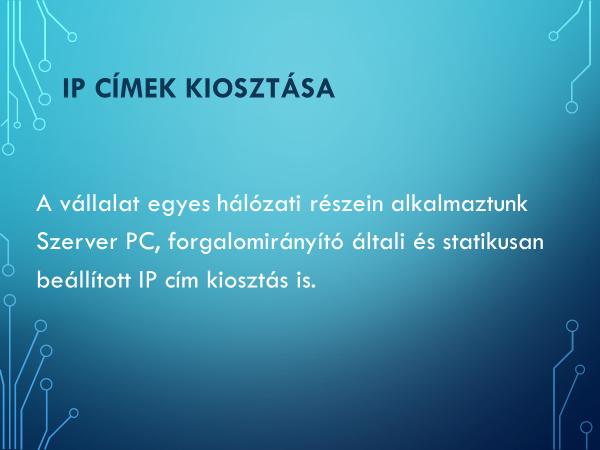 IP CÍMEK KIOSZTÁSA
A vállalat egyes hálózati részein alkalmaztunk
Szerver PC, forgalomirányító általi és statikusan
beállított IP cím kiosztás is.